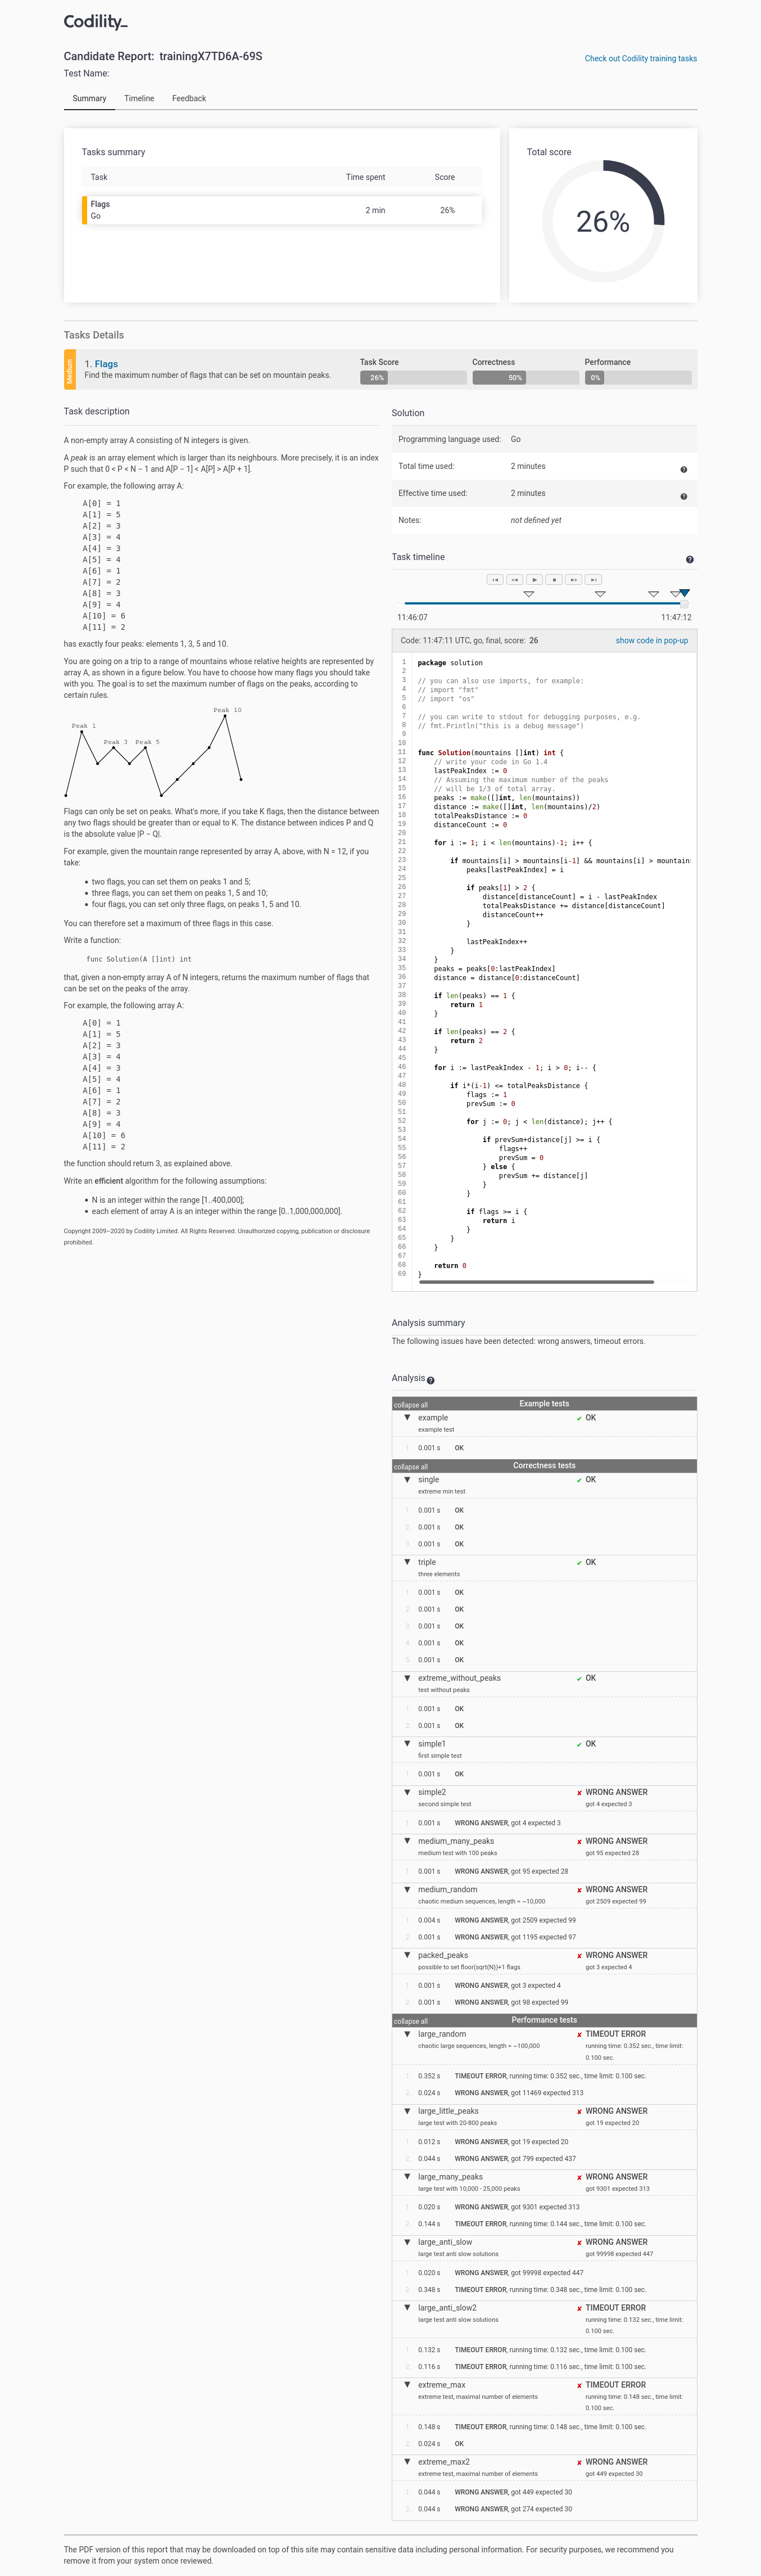 Codility_
Candidate Report: trainingX7TD6A-69S
Check out Codility training tasks
Test Name:
Summary
Timeline
Feedback
Tasks summary
Task
Time spent
Score
Flags
Go
2 min
26%
Total score
26%
Tasks Details
Medium
1. Flags
Find the maximum number of flags that can be set on mountain peaks.
Task Score
26%
Correctness
50%
Performance
0%
Task description
A non-empty array A consisting of N integers is given.
A peak is an array element which is larger than its neighbours. More precisely, it is an index
P such that 0 < P < N − 1 and A[P − 1] < A[P] > A[P + 1].
For example, the following array A:
A[0] = 1
A[1] = 5
A[2] = 3
A[3] = 4
A[4] = 3
A[5] = 4
A[6] = 1
A[7] = 2
A[8] = 3
A[9] = 4
A[10] = 6
A[11] = 2
has exactly four peaks: elements 1, 3, 5 and 10.
You are going on a trip to a range of mountains whose relative heights are represented by
array A, as shown in a figure below. You have to choose how many flags you should take
with you. The goal is to set the maximum number of flags on the peaks, according to
certain rules.
Peak 10
Peak 1
Peak 3
Peak 5
Flags can only be set on peaks. What's more, if you take K flags, then the distance between
any two flags should be greater than or equal to K. The distance between indices P and Q
is the absolute value |P − Q|.
For example, given the mountain range represented by array A, above, with N = 12, if you
take:
• two flags, you can set them on peaks 1 and 5;
• three flags, you can set them on peaks 1, 5 and 10;
• four flags, you can set only three flags, on peaks 1, 5 and 10.
You can therefore set a maximum of three flags in this case.
Write a function:
func Solution(A []int) int
that, given a non-empty array A of N integers, returns the maximum number of flags that
can be set on the peaks of the array.
For example, the following array A:
A[0] = 1
A[1] = 5
A[2] = 3
A[3] = 4
A[4] = 3
A[5] = 4
A[6] = 1
A[7] = 2
A[8] = 3
A[9] = 4
A[10] = 6
A[11] = 2
the function should return 3, as explained above.
Write an efficient algorithm for the following assumptions:
• N is an integer within the range [1..400,000];
• each element of array A is an integer within the range [0..1,000,000,000].
Copyright 2009–2020 by Codility Limited. All Rights Reserved. Unauthorized copying, publication or disclosure
prohibited.
Solution
Programming language used: Go
Total time used: 2 minutes
Effective time used: 2 minutes
Notes: not defined yet
Task timeline
11:46:07
11:47:12
Code: 11:47:11 UTC, go, final, score: 26
show code in pop-up
1 package solution
2
3 // you can also use imports, for example:
4 // import "fmt"
5 // import "os"
6
7 // you can write to stdout for debugging purposes, e.g.
8 // fmt.Println("this is a debug message")
9
10
11 func Solution(mountains []int) int {
12 // write your code in Go 1.4
13 lastPeakIndex := 0
14 // Assuming the maximum number of the peaks
15 // will be 1/3 of total array.
16 peaks := make([]int, len(mountains))
17 distance := make([]int, len(mountains)/2)
18 totalPeaksDistance := 0
19 distanceCount := 0
20
21 for i := 1; i < len(mountains)-1; i++ {
22
23 if mountains[i] > mountains[i-1] && mountains[i] > mountains
24 peaks[lastPeakIndex] = i
25
26 if peaks[1] > 2 {
27 distance[distanceCount] = i - lastPeakIndex
28 totalPeaksDistance += distance[distanceCount]
29 distanceCount++
30 }
31
32 lastPeakIndex++
33 }
34 }
35 peaks = peaks[0:lastPeakIndex]
36 distance = distance[0:distanceCount]
37
38 if len(peaks) == 1 {
39 return 1
40 }
41
42 if len(peaks) == 2 {
43 return 2
44 }
45
46 for i := lastPeakIndex - 1; i > 0; i-- {
47
48 if i*(i-1) <= totalPeaksDistance {
49 flags := 1
50 prevSum := 0
51
52 for j := 0; j < len(distance); j++ {
53
54 if prevSum+distance[j] >= i {
55 flags++
56 prevSum = 0
57 } else {
58 prevSum += distance[j]
59 }
60 }
61
62 if flags >= i {
63 return i
64 }
65 }
66 }
67
68 return 0
69 }
Analysis summary
The following issues have been detected: wrong answers, timeout errors.
Analysis
collapse all Example tests
example ✔ OK
example test
1. 0.001 s OK
collapse all Correctness tests
single ✔ OK
extreme min test
1. 0.001 s OK
2. 0.001 s OK
3. 0.001 s OK
triple ✔ OK
three elements
1. 0.001 s OK
2. 0.001 s OK
3. 0.001 s OK
4. 0.001 s OK
5. 0.001 s OK
extreme_without_peaks ✔ OK
test without peaks
1. 0.001 s OK
2. 0.001 s OK
simple1 ✔ OK
first simple test
1. 0.001 s OK
simple2 ✘ WRONG ANSWER
second simple test got 4 expected 3
1. 0.001 s WRONG ANSWER, got 4 expected 3
medium_many_peaks ✘ WRONG ANSWER
medium test with 100 peaks got 95 expected 28
1. 0.001 s WRONG ANSWER, got 95 expected 28
medium_random ✘ WRONG ANSWER
chaotic medium sequences, length = ~10,000 got 2509 expected 99
1. 0.004 s WRONG ANSWER, got 2509 expected 99
2. 0.001 s WRONG ANSWER, got 1195 expected 97
packed_peaks ✘ WRONG ANSWER
possible to set floor(sqrt(N))+1 flags got 3 expected 4
1. 0.001 s WRONG ANSWER, got 3 expected 4
2. 0.001 s WRONG ANSWER, got 98 expected 99
collapse all Performance tests
large_random ✘ TIMEOUT ERROR
chaotic large sequences, length = ~100,000 running time: 0.352 sec., time limit:
0.100 sec.
1. 0.352 s TIMEOUT ERROR, running time: 0.352 sec., time limit: 0.100 sec.
2. 0.024 s WRONG ANSWER, got 11469 expected 313
large_little_peaks ✘ WRONG ANSWER
large test with 20-800 peaks got 19 expected 20
1. 0.012 s WRONG ANSWER, got 19 expected 20
2. 0.044 s WRONG ANSWER, got 799 expected 437
large_many_peaks ✘ WRONG ANSWER
large test with 10,000 - 25,000 peaks got 9301 expected 313
1. 0.020 s WRONG ANSWER, got 9301 expected 313
2. 0.144 s TIMEOUT ERROR, running time: 0.144 sec., time limit: 0.100 sec.
large_anti_slow ✘ WRONG ANSWER
large test anti slow solutions got 99998 expected 447
1. 0.020 s WRONG ANSWER, got 99998 expected 447
2. 0.348 s TIMEOUT ERROR, running time: 0.348 sec., time limit: 0.100 sec.
large_anti_slow2 ✘ TIMEOUT ERROR
large test anti slow solutions running time: 0.132 sec., time limit:
0.100 sec.
1. 0.132 s TIMEOUT ERROR, running time: 0.132 sec., time limit: 0.100 sec.
2. 0.116 s TIMEOUT ERROR, running time: 0.116 sec., time limit: 0.100 sec.
extreme_max ✘ TIMEOUT ERROR
extreme test, maximal number of elements running time: 0.148 sec., time limit:
0.100 sec.
1. 0.148 s TIMEOUT ERROR, running time: 0.148 sec., time limit: 0.100 sec.
2. 0.024 s OK
extreme_max2 ✘ WRONG ANSWER
extreme test, maximal number of elements got 449 expected 30
1. 0.044 s WRONG ANSWER, got 449 expected 30
2. 0.044 s WRONG ANSWER, got 274 expected 30
The PDF version of this report that may be downloaded on top of this site may contain sensitive data including personal information. For security purposes, we recommend you
remove it from your system once reviewed.